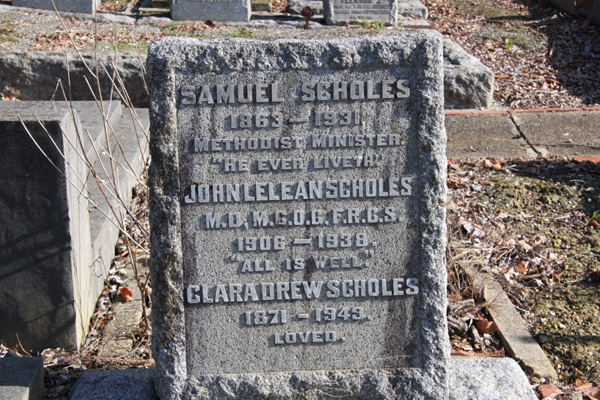 SAMUEL SCHOLES
1863 – 1931.
METHODIST MINISTER.
"HE EVER LIVETH."
JOHN LELEAN SCHOLES
M.D. M.C.O.G. F.R.C.S.
1906 – 1938.
"ALL IS WELL."
CLARA DREW SCHOLES
1871 – 1949.
LOVED.